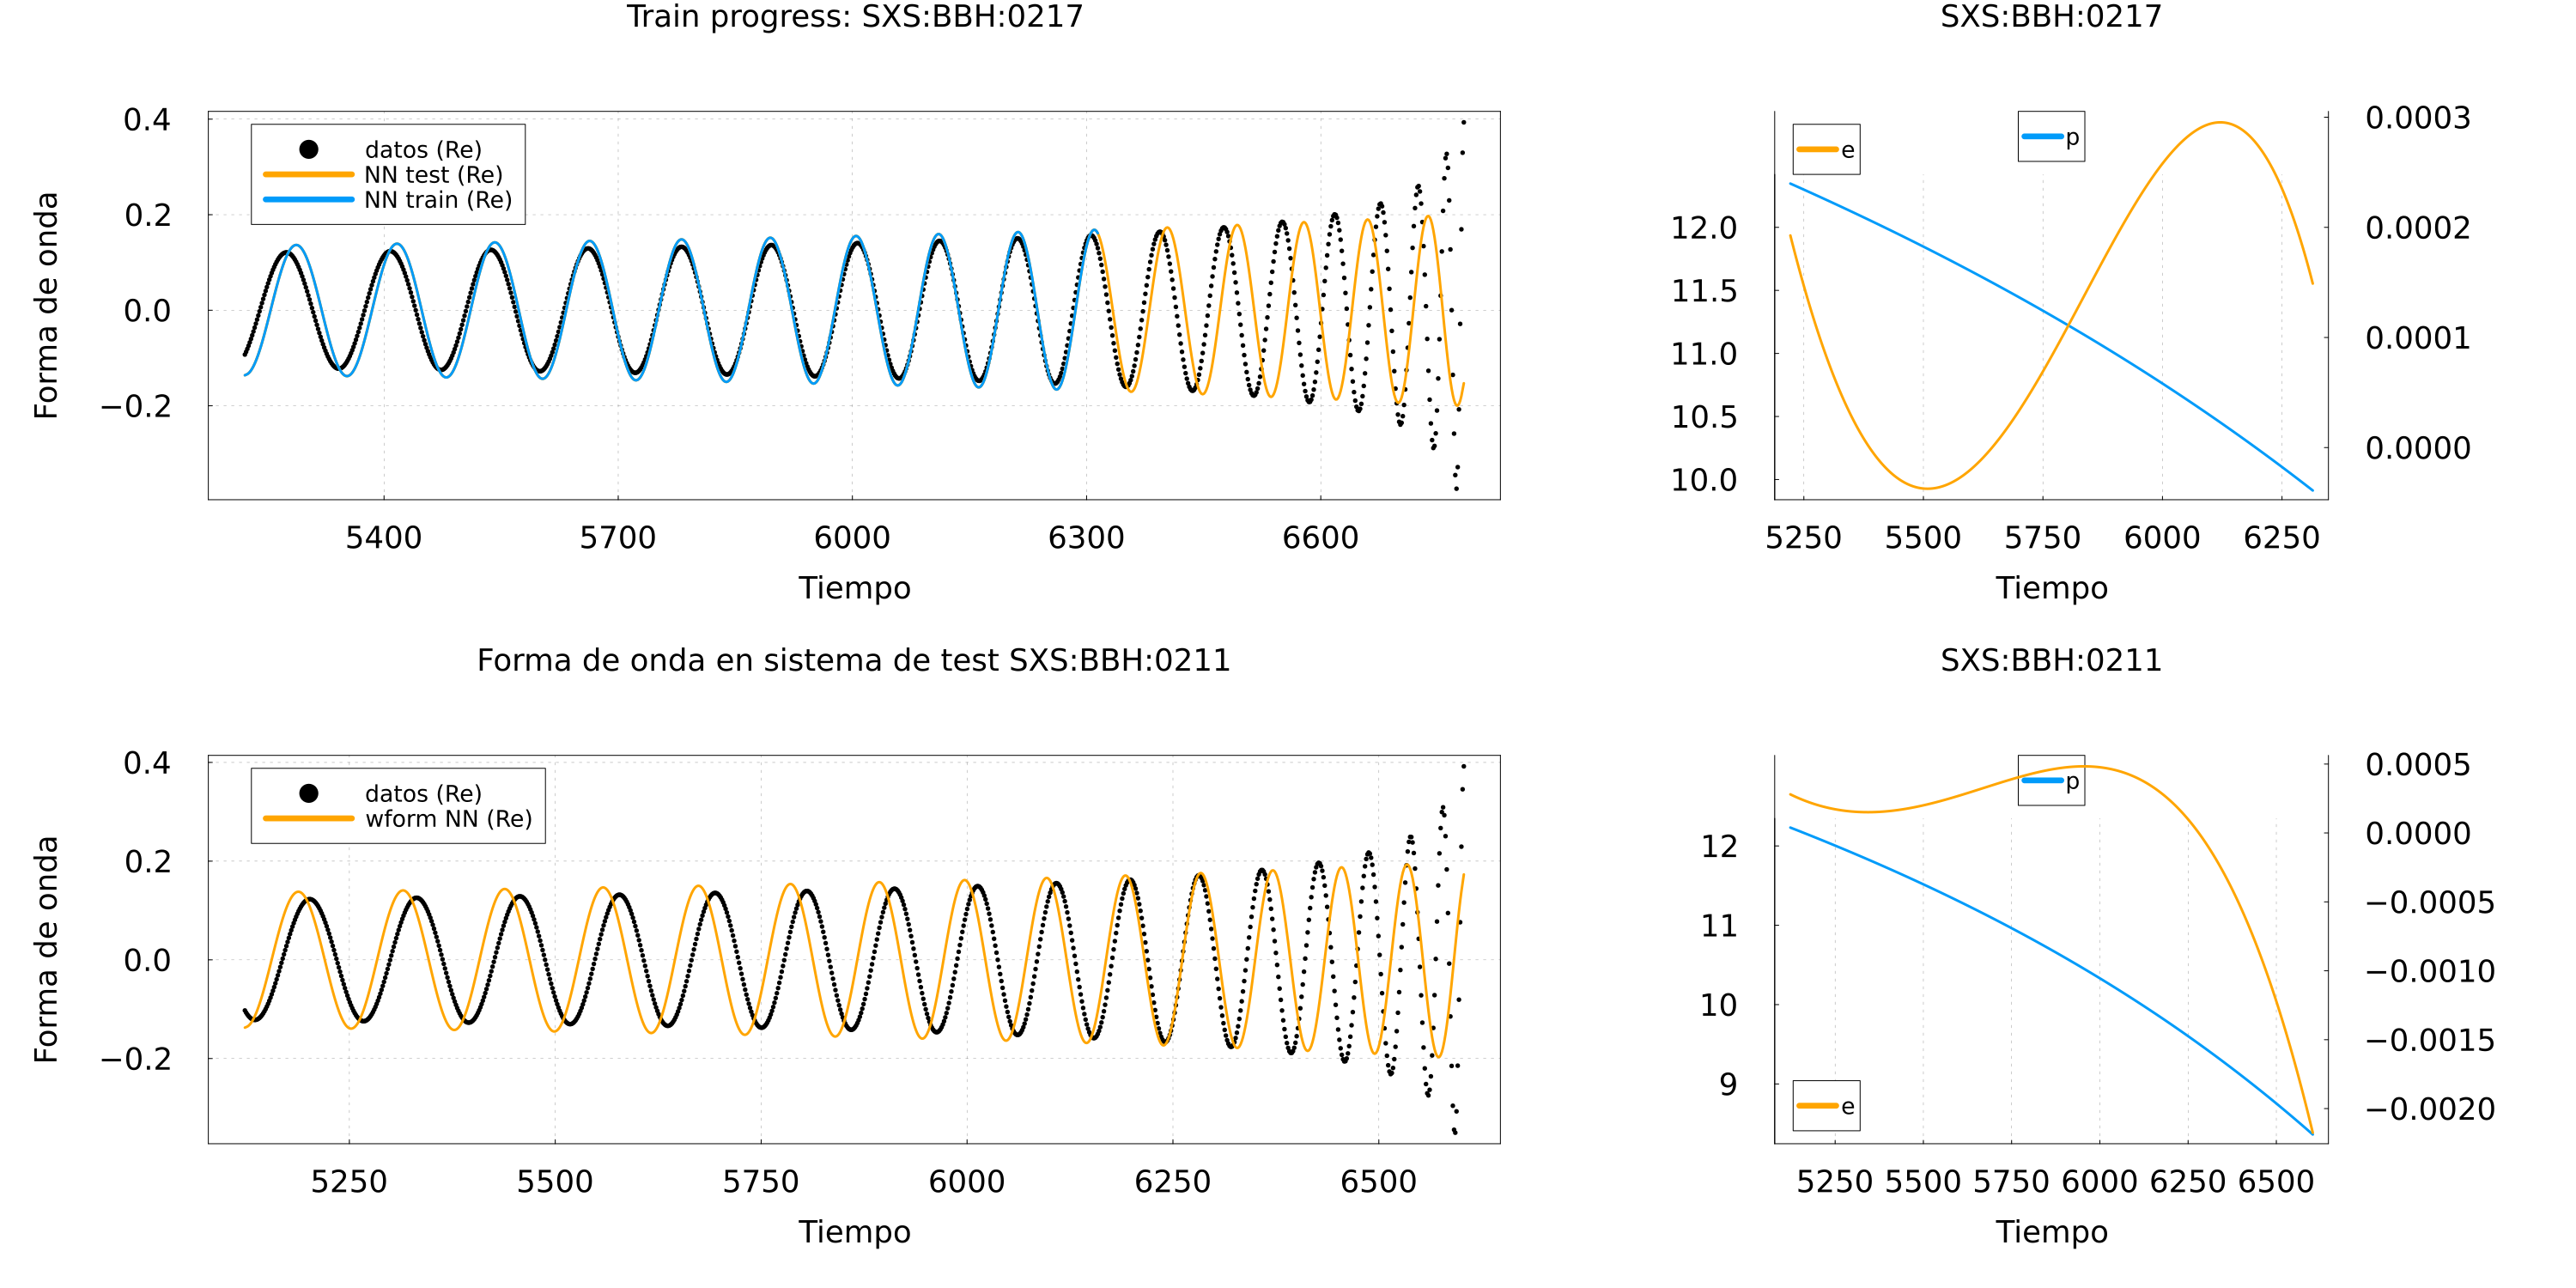 Train progress: SXS:BBH:0217
Forma de onda
0.4
0.2
0.0
−0.2
datos (Re)
NN test (Re)
NN train (Re)
5400 5700 6000 6300 6600
Tiempo
SXS:BBH:0217
e
p
12.0
11.5
11.0
10.5
10.0
0.0003
0.0002
0.0001
0.0000
5250 5500 5750 6000 6250
Tiempo
Forma de onda en sistema de test SXS:BBH:0211
Forma de onda
0.4
0.2
0.0
−0.2
datos (Re)
wform NN (Re)
5250 5500 5750 6000 6250 6500
Tiempo
SXS:BBH:0211
p
e
12
11
10
9
0.0005
0.0000
−0.0005
−0.0010
−0.0015
−0.0020
5250 5500 5750 6000 6250 6500
Tiempo